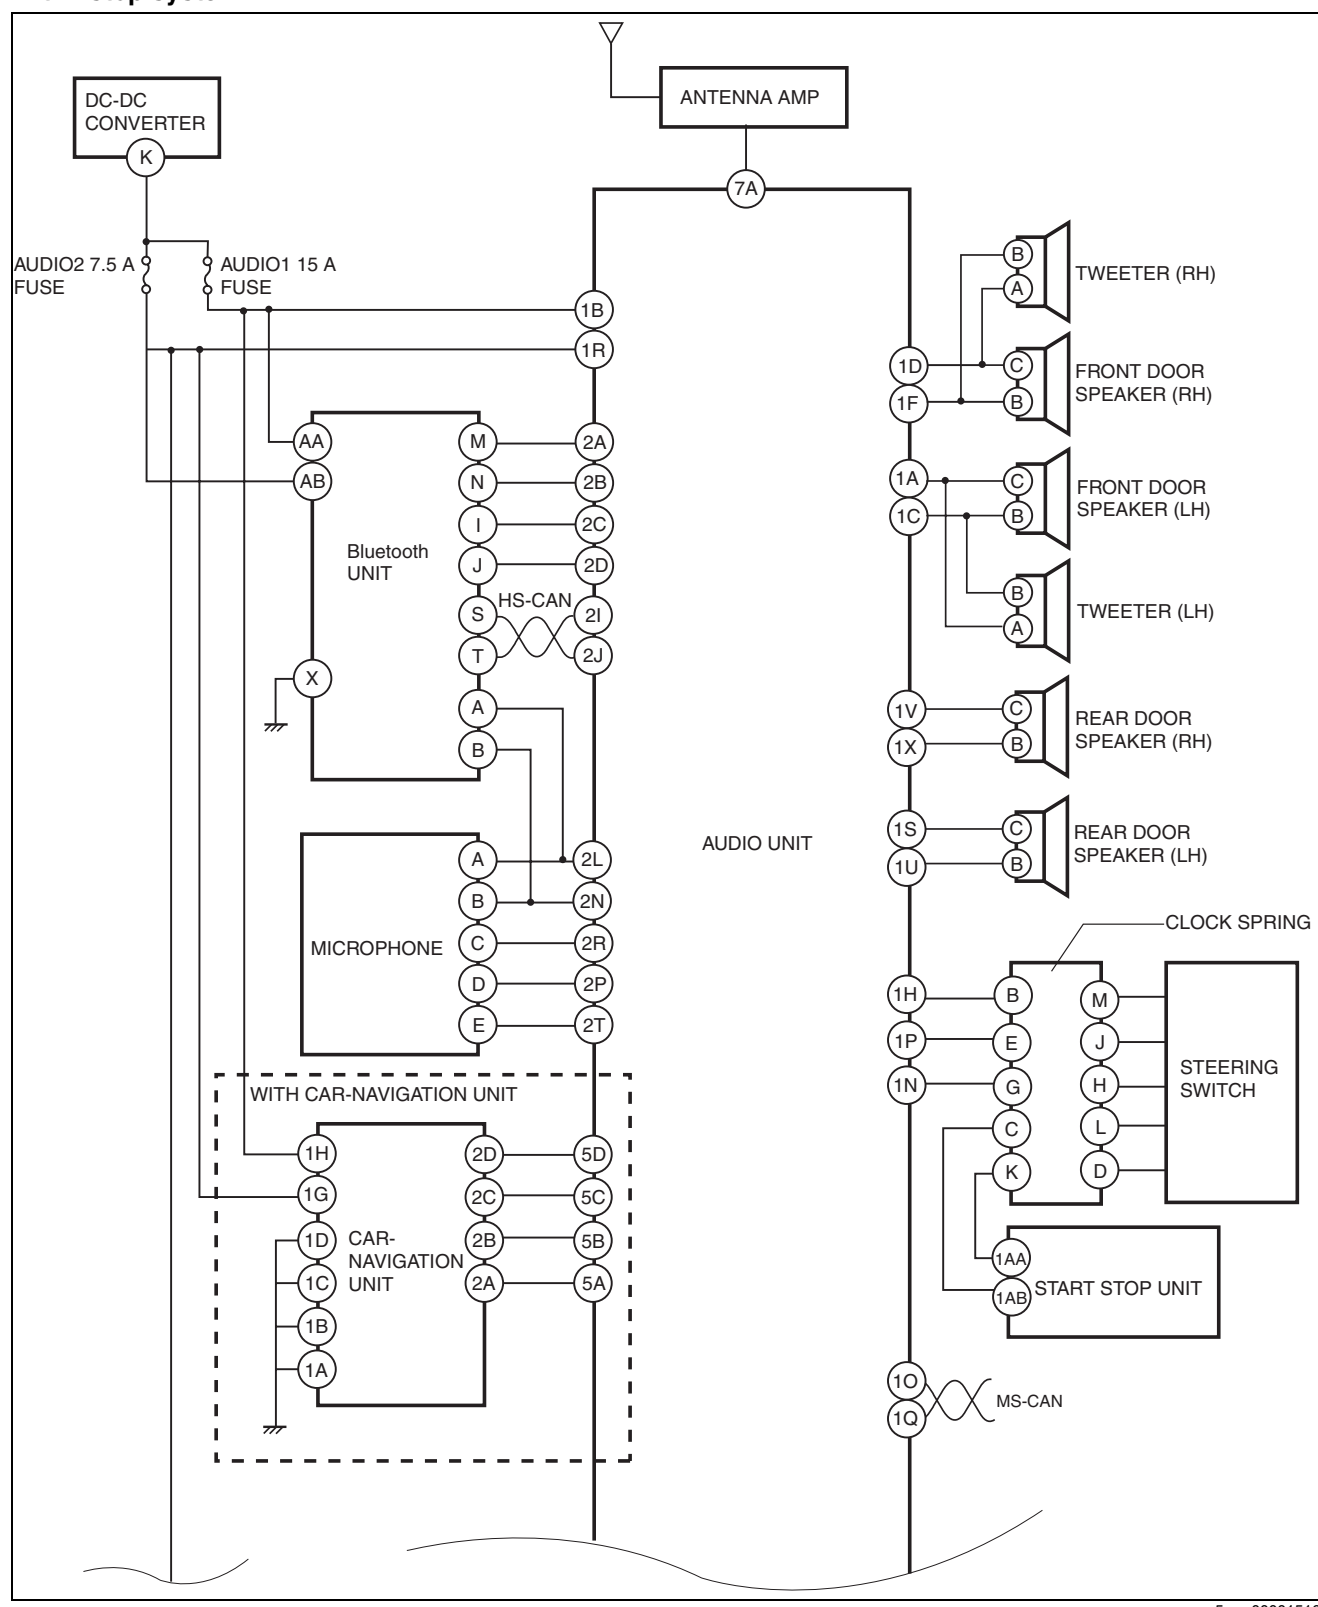 ANTENNA AMP
DC-DC
CONVERTER
K
7A
AUDIO2 7.5 A
FUSE
AUDIO1 15 A
FUSE
1B
1R
B
A
TWEETER (RH)
1D
1F
C
B
FRONT DOOR
SPEAKER (RH)
AA
AB
X
Bluetooth
UNIT
M
N
I
J
S
T
A
B
HS-CAN
2A
2B
2C
2D
2I
2J
1A
1C
C
B
FRONT DOOR
SPEAKER (LH)
B
A
TWEETER (LH)
1V
1X
C
B
REAR DOOR
SPEAKER (RH)
1S
1U
C
B
REAR DOOR
SPEAKER (LH)
AUDIO UNIT
MICROPHONE
A
B
C
D
E
2L
2N
2R
2P
2T
CLOCK SPRING
1H
1P
1N
B
E
G
C
K
M
J
H
L
D
STEERING
SWITCH
WITH CAR-NAVIGATION UNIT
1H
1G
1D
1C
1B
1A
CAR-
NAVIGATION
UNIT
2D
2C
2B
2A
5D
5C
5B
5A
1AA
1AB
START STOP UNIT
1O
1Q
MS-CAN